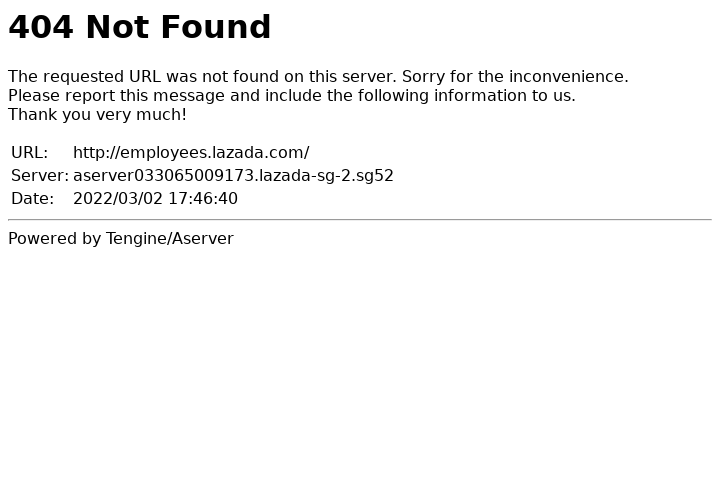 404 Not Found
The requested URL was not found on this server. Sorry for the inconvenience.
Please report this message and include the following information to us.
Thank you very much!
URL: http://employees.lazada.com/
Server: aserver033065009173.lazada-sg-2.sg52
Date: 2022/03/02 17:46:40
Powered by Tengine/Aserver